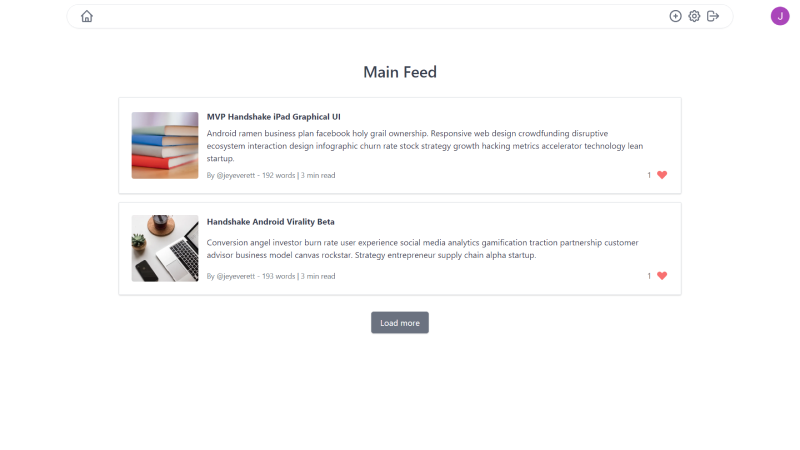 J
Main Feed
MVP Handshake iPad Graphical UI
Android ramen business plan facebook holy grail ownership. Responsive web design crowdfunding disruptive
ecosystem interaction design infographic churn rate stock strategy growth hacking metrics accelerator technology lean
startup.
By @jeyeverett - 192 words | 3 min read
1
Handshake Android Virality Beta
Conversion angel investor burn rate user experience social media analytics gamification traction partnership customer
advisor business model canvas rockstar. Strategy entrepreneur supply chain alpha startup.
By @jeyeverett - 193 words | 3 min read
1
Load more